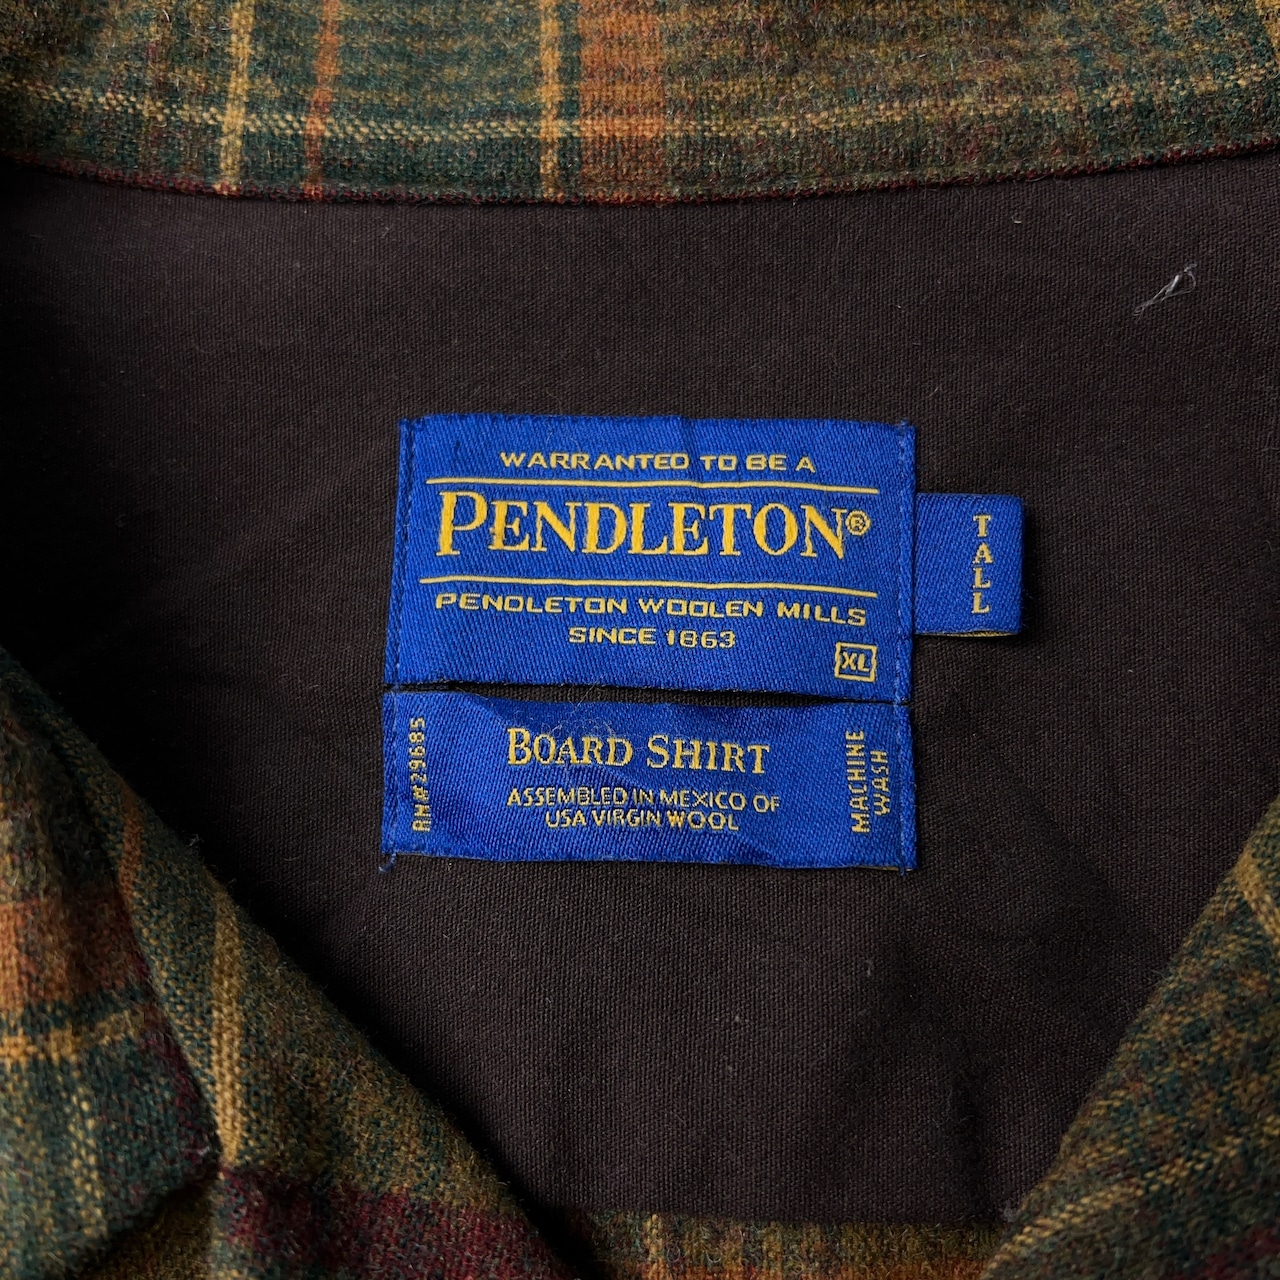 WARRANTED TO BE A
PENDLETON®
PENDLETON WOOLEN MILLS
SINCE 1863
XL
TALL
RN#29685
BOARD SHIRT
ASSEMBLED IN MEXICO OF
USA VIRGIN WOOL
MACHINE
WASH